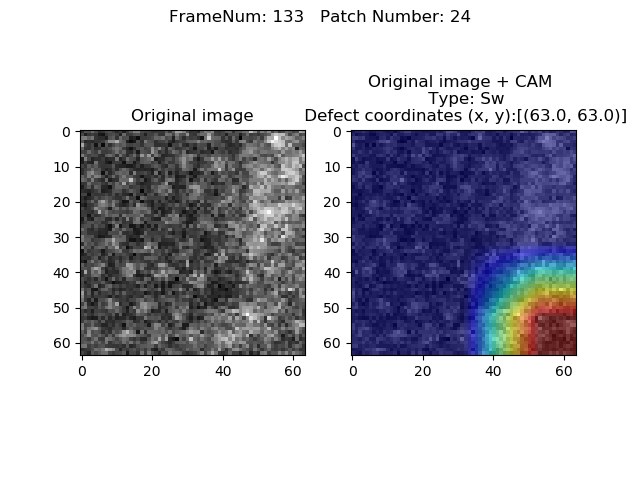 FrameNum: 133   Patch Number: 24
Original image
Original image + CAM
Type: Sw
Defect coordinates (x, y):[(63.0, 63.0)]
0
10
20
30
40
50
60
0 20 40 60
0
10
20
30
40
50
60
0 20 40 60